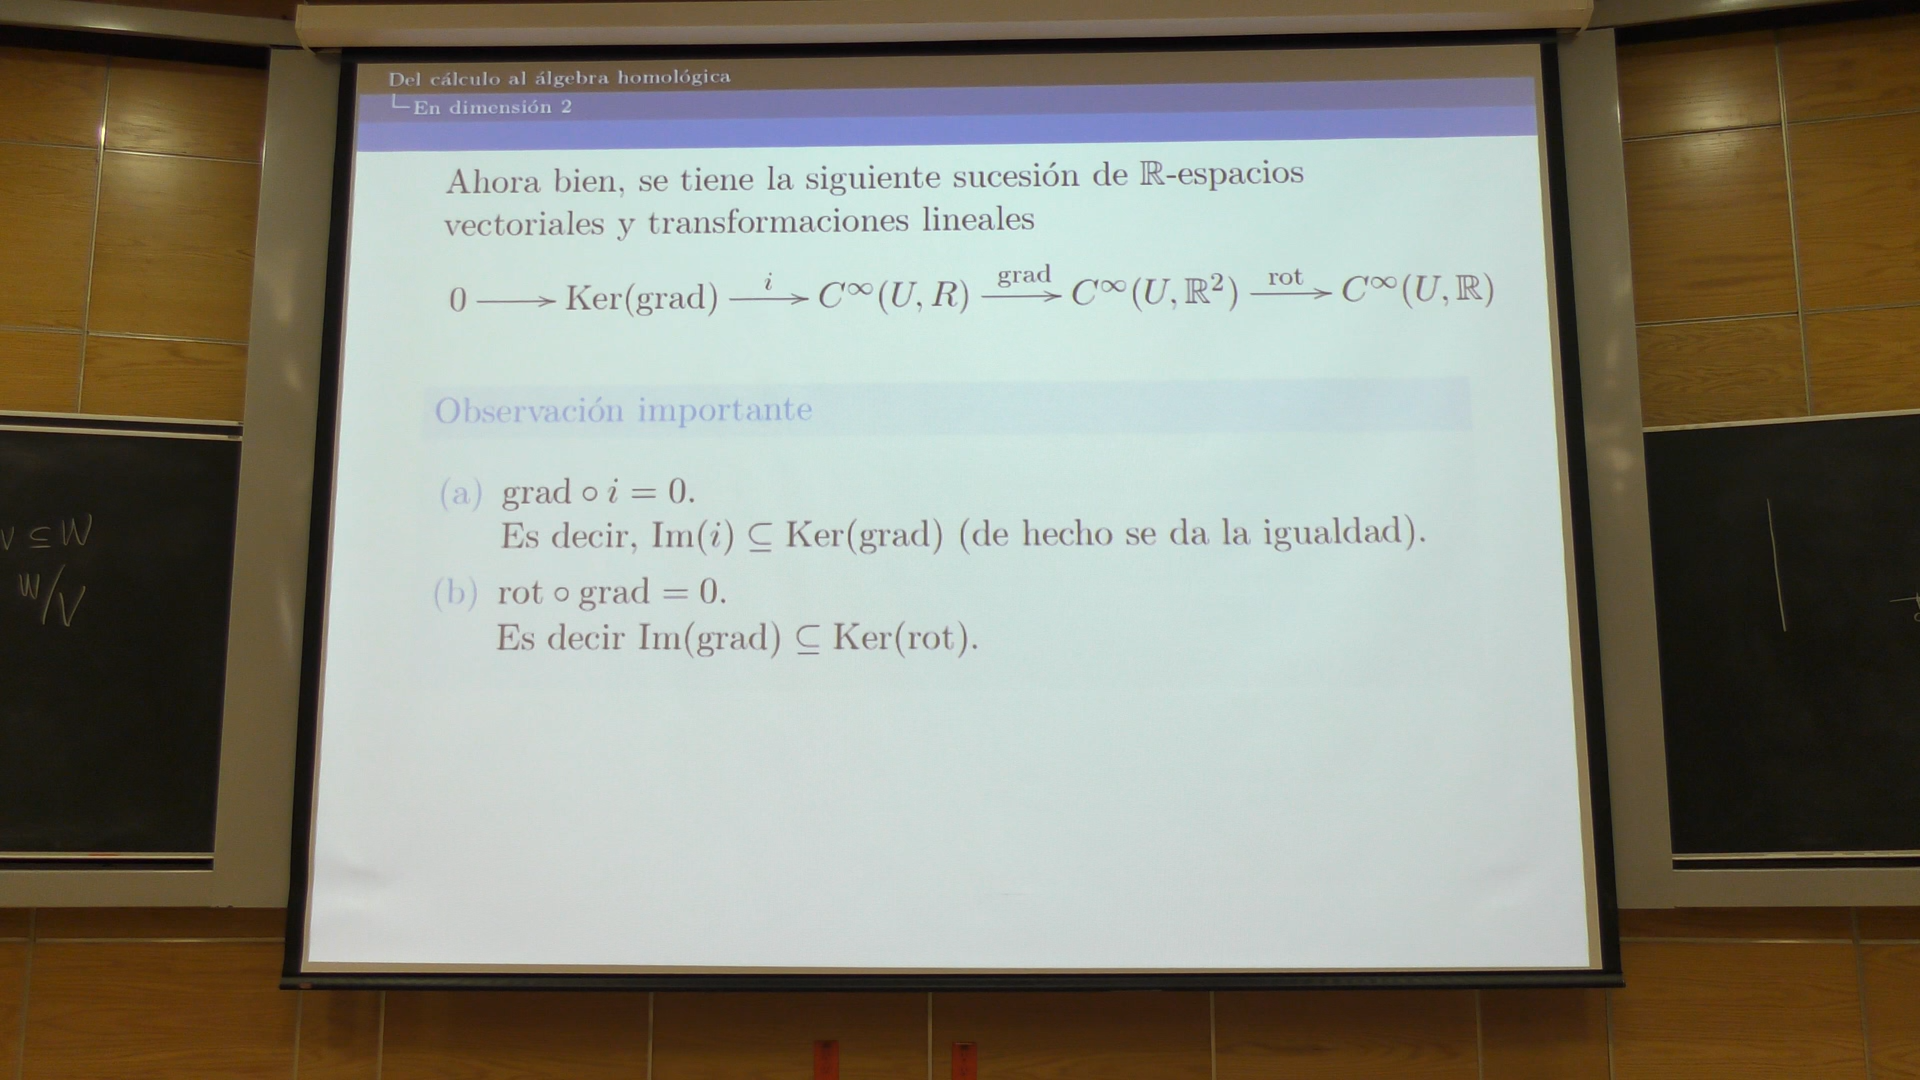 Del cálculo al álgebra homológica
En dimensión 2
Ahora bien, se tiene la siguiente sucesión de ℝ-espacios
vectoriales y transformaciones lineales
0 ⟶ Ker(grad) ⟶ i C^∞(U, R) ⟶ grad C^∞(U, ℝ²) ⟶ rot C^∞(U, ℝ)
Observación importante
(a) grad ∘ i = 0.
Es decir, Im(i) ⊆ Ker(grad) (de hecho se da la igualdad).
(b) rot ∘ grad = 0.
Es decir Im(grad) ⊆ Ker(rot).
V ⊆ W
W/V